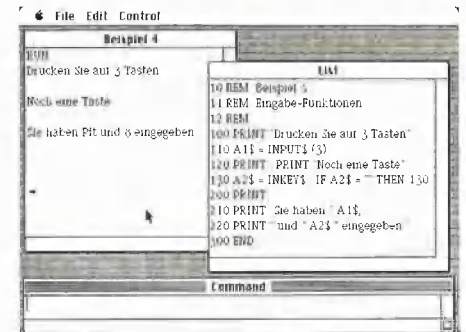 File Edit Control
Beispiel 4
RUN
Drücken Sie auf 3 Tasten
Noch eine Taste
Sie haben Pit und 8 eingegeben
List
10 REM Beispiel
11 REM Eingabe-Funktionen
12 REM
100 PRINT "Drücken Sie auf 3 Tasten"
110 A1$ = INPUT$ (3)
120 PRINT : PRINT "Noch eine Taste"
130 A2$ = INKEY$ : IF A2$ = "" THEN 130
200 PRINT
210 PRINT "Sie haben " A1$;
220 PRINT " und " A2$ " eingegeben"
300 END
Command